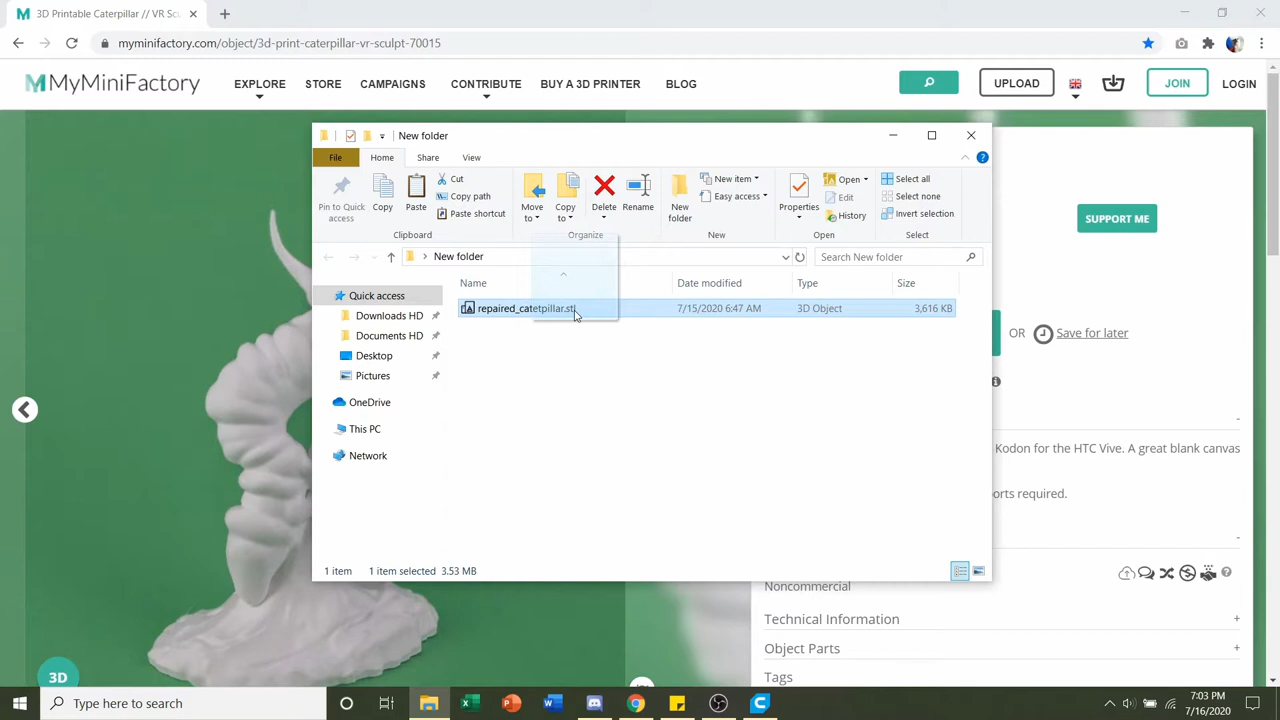 3D Printable Caterpillar // VR Sc
myminifactory.com/object/3d-print-caterpillar-vr-sculpt-70015
MyMiniFactory
EXPLORE
STORE
CAMPAIGNS
CONTRIBUTE
BUY A 3D PRINTER
BLOG
UPLOAD
JOIN
LOGIN
New folder
File
Home
Share
View
Pin to Quick access
Copy
Paste
Cut
Copy path
Paste shortcut
Clipboard
Move to
Copy to
Delete
Rename
Organize
New folder
New item
Easy access
New
Properties
Open
Edit
History
Open
Select all
Select none
Invert selection
Select
New folder
Search New folder
Name
Date modified
Type
Size
repaired_catetpillar.stl
7/15/2020 6:47 AM
3D Object
3,616 KB
Quick access
Downloads HD
Documents HD
Desktop
Pictures
OneDrive
This PC
Network
1 item
1 item selected 3.53 MB
SUPPORT ME
OR
Save for later
Kodon for the HTC Vive. A great blank canvas
orts required.
Noncommercial
Technical Information
Object Parts
Tags
3D
Type here to search
7:03 PM
7/16/2020